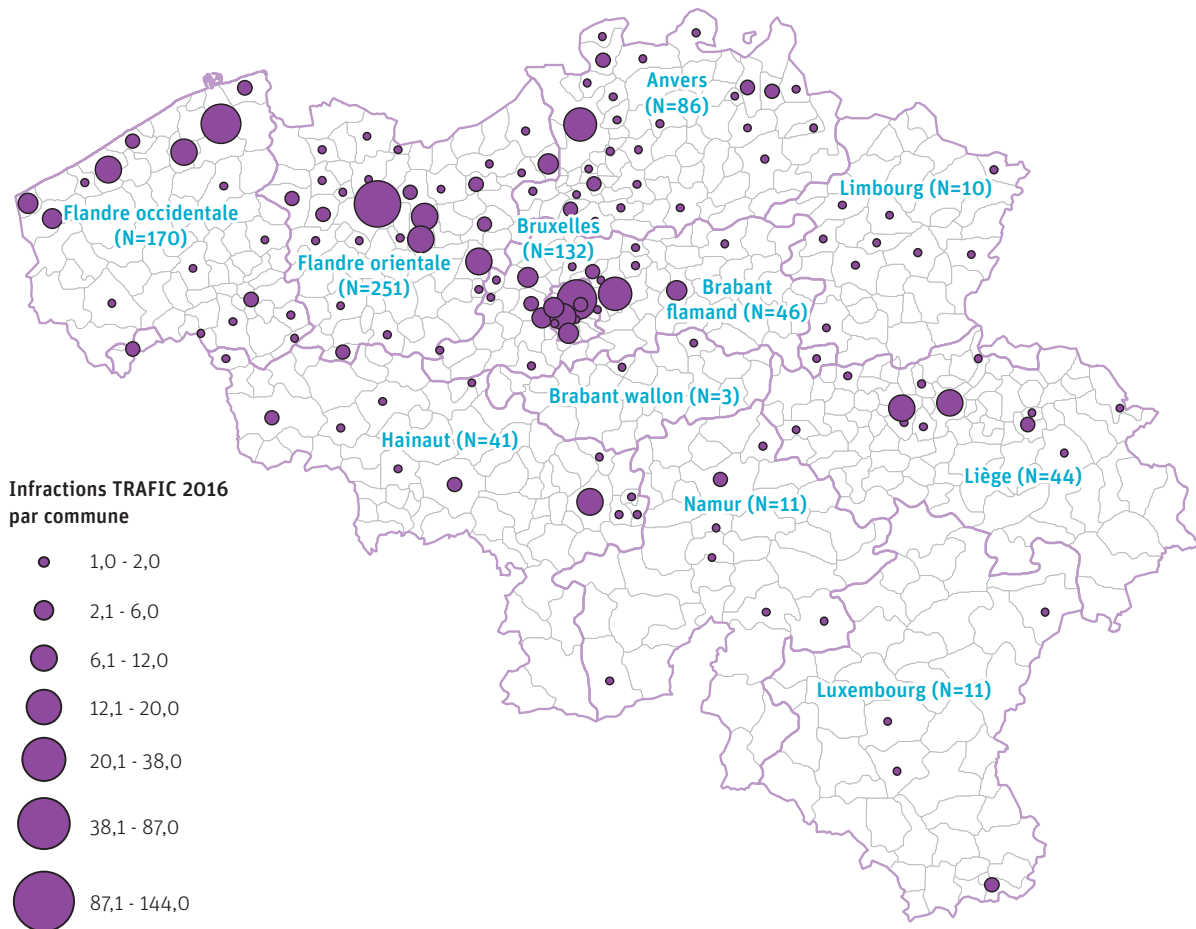 Anvers
(N=86)
Limbourg (N=10)
Flandre occidentale
(N=170)
Bruxelles
(N=132)
Flandre orientale
(N=251)
Brabant
flamand (N=46)
Brabant wallon (N=3)
Hainaut (N=41)
Liège (N=44)
Namur (N=11)
Luxembourg (N=11)
Infractions TRAFIC 2016
par commune
1,0 - 2,0
2,1 - 6,0
6,1 - 12,0
12,1 - 20,0
20,1 - 38,0
38,1 - 87,0
87,1 - 144,0